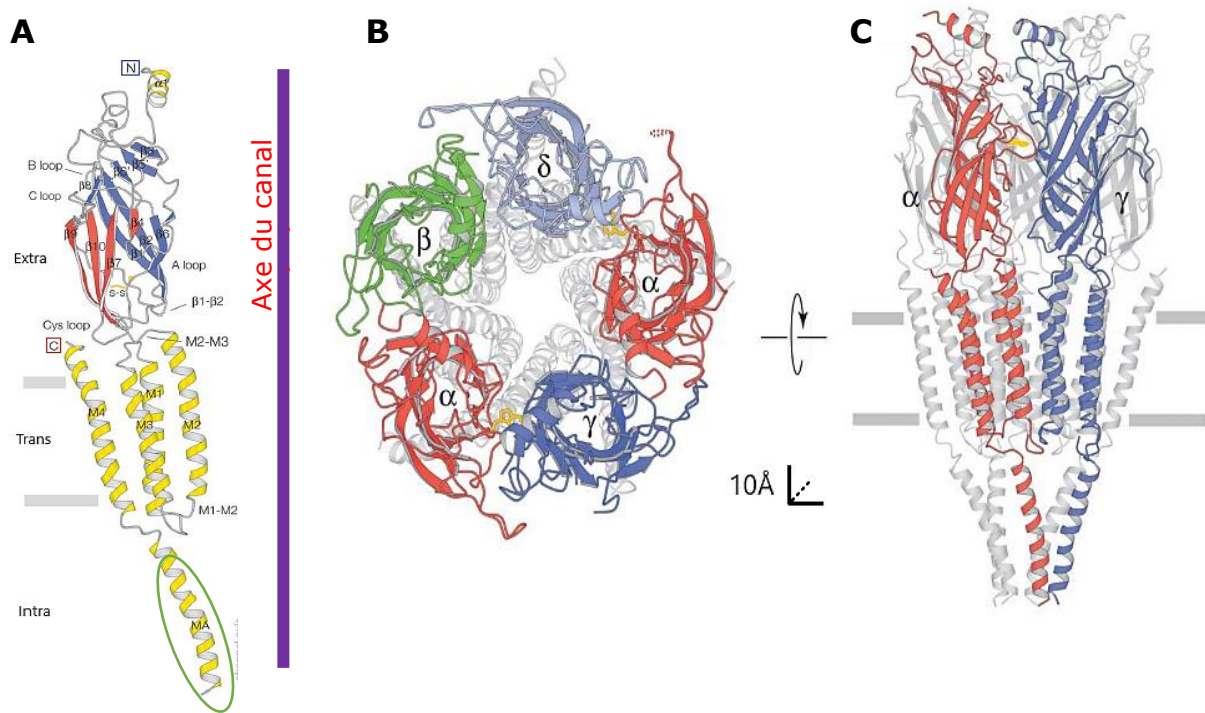 A
N
α1
β3
β5
β6'
B loop
β8
C loop
β4
β9
β6
β10
β2
β1
β7
Extra
A loop
S-S
β1-β2
Cys loop
C
M2-M3
M1
M4
M3
M2
Trans
M1-M2
Intra
MA
Axe du canal
B
δ
β
α
α
γ
10Å
C
α
γ